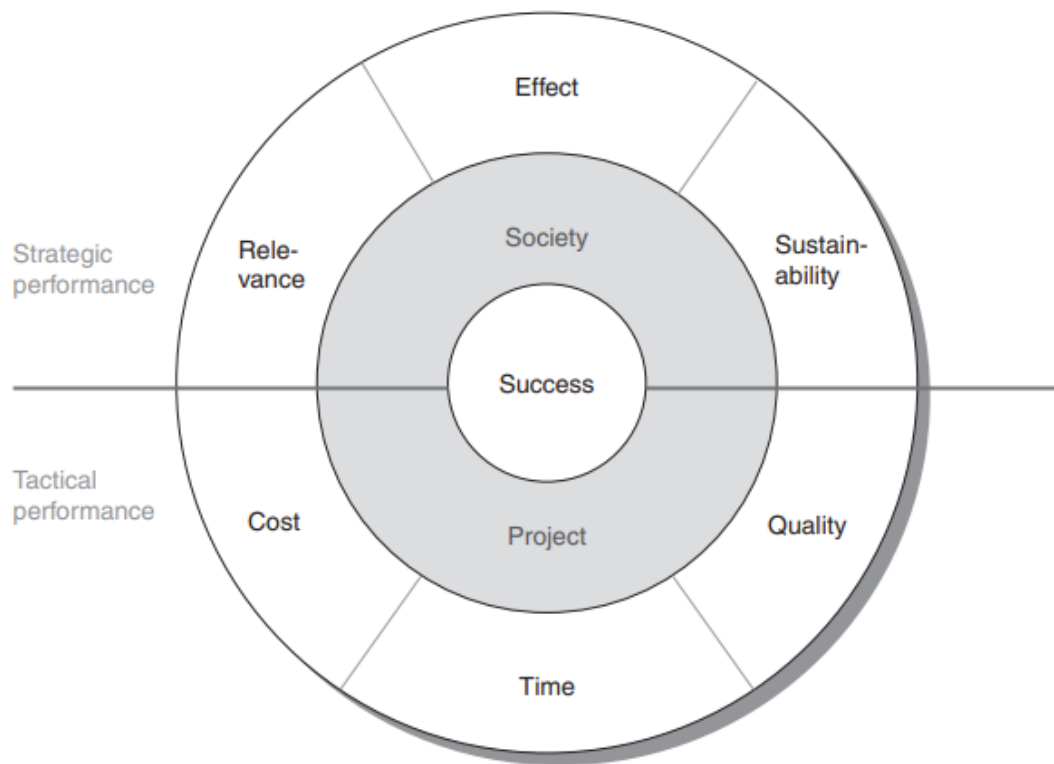 Effect
Society
Strategic
performance
Rele-
vance
Sustain-
ability
Success
Tactical
performance
Cost
Project
Quality
Time